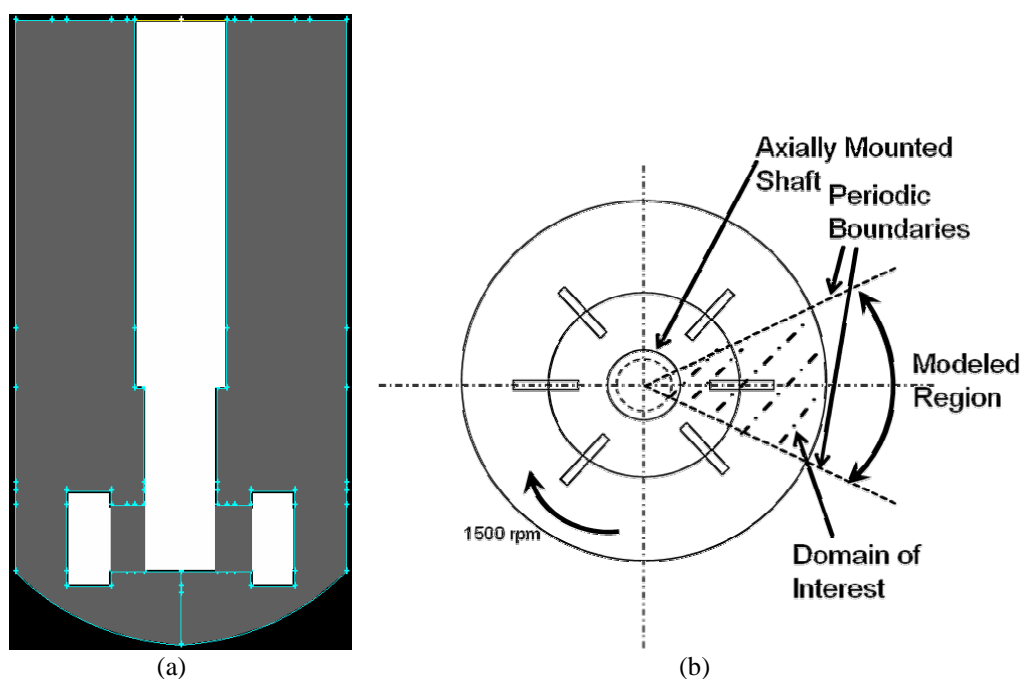 Axially Mounted
Shaft
Periodic
Boundaries
Modeled
Region
1500 rpm
Domain of
Interest
(a)
(b)